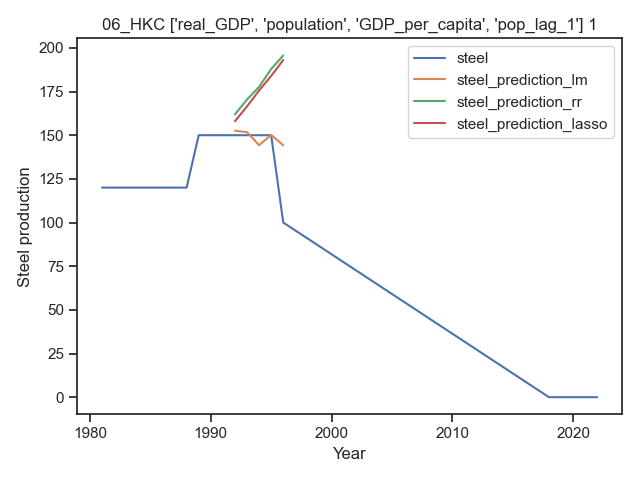 06_HKC ['real_GDP', 'population', 'GDP_per_capita', 'pop_lag_1'] 1
steel
steel_prediction_lm
steel_prediction_rr
steel_prediction_lasso
Steel production
200
175
150
125
100
75
50
25
0
1980
1990
2000
2010
2020
Year